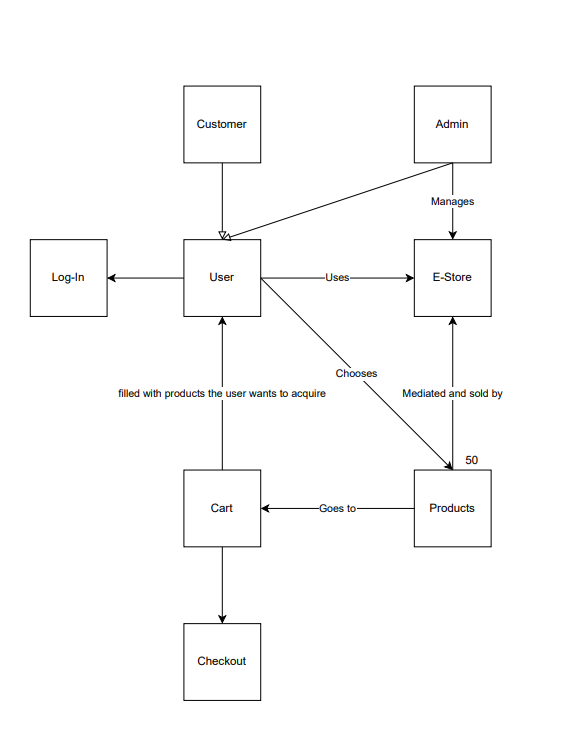 Customer
Admin
Manages
Log-In
User
Uses
E-Store
Chooses
filled with products the user wants to acquire
Mediated and sold by
50
Cart
Goes to
Products
Checkout